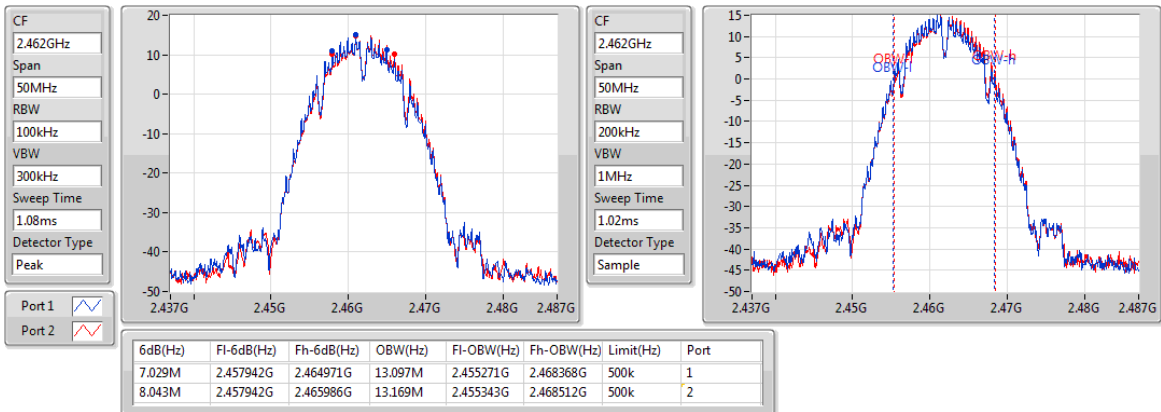 CF
2.462GHz
Span
50MHz
RBW
100kHz
VBW
300kHz
Sweep Time
1.08ms
Detector Type
Peak
Port 1
Port 2
20
10
0
-10
-20
-30
-40
-50
2.437G 2.45G 2.46G 2.47G 2.48G 2.487G
CF
2.462GHz
Span
50MHz
RBW
200kHz
VBW
1MHz
Sweep Time
1.02ms
Detector Type
Sample
15
10
5
0
-5
-10
-15
-20
-25
-30
-35
-40
-45
-50
2.437G 2.45G 2.46G 2.47G 2.48G 2.487G
6dB(Hz) Fl-6dB(Hz) Fh-6dB(Hz) OBW(Hz) Fl-OBW(Hz) Fh-OBW(Hz) Limit(Hz) Port
7.029M 2.457942G 2.464971G 13.097M 2.455271G 2.468368G 500k 1
8.043M 2.457942G 2.465986G 13.169M 2.455343G 2.468512G 500k 2